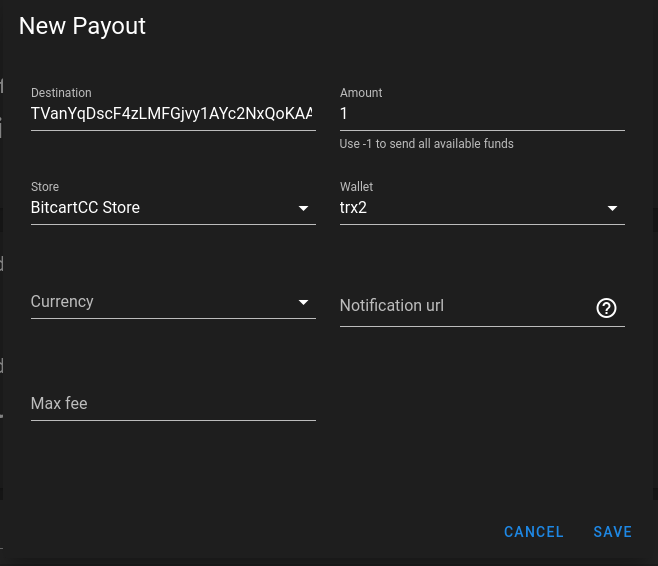 New Payout
Destination
TVanYqDscF4zLMFGjvy1AYc2NxQoKAA
Amount
1
Use -1 to send all available funds
Store
BitcartCC Store
Wallet
trx2
Currency
Notification url
Max fee
CANCEL
SAVE